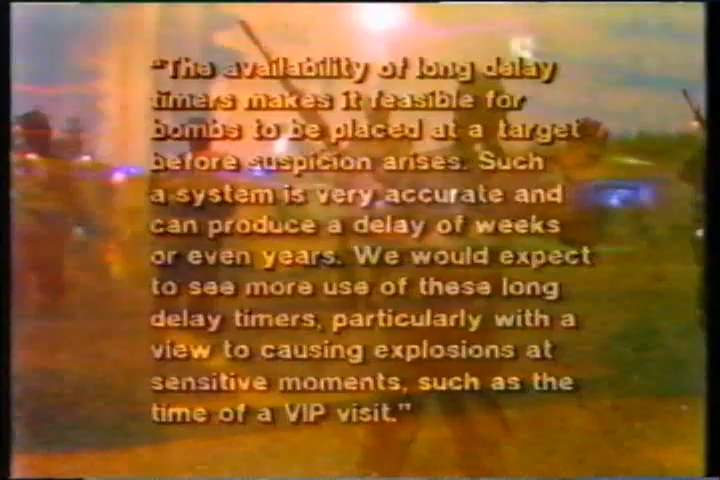 "The availability of long delay
timers makes it feasible for
bombs to be placed at a target
before suspicion arises. Such
a system is very accurate and
can produce a delay of weeks
or even years. We would expect
to see more use of these long
delay timers, particularly with a
view to causing explosions at
sensitive moments, such as the
time of a VIP visit."